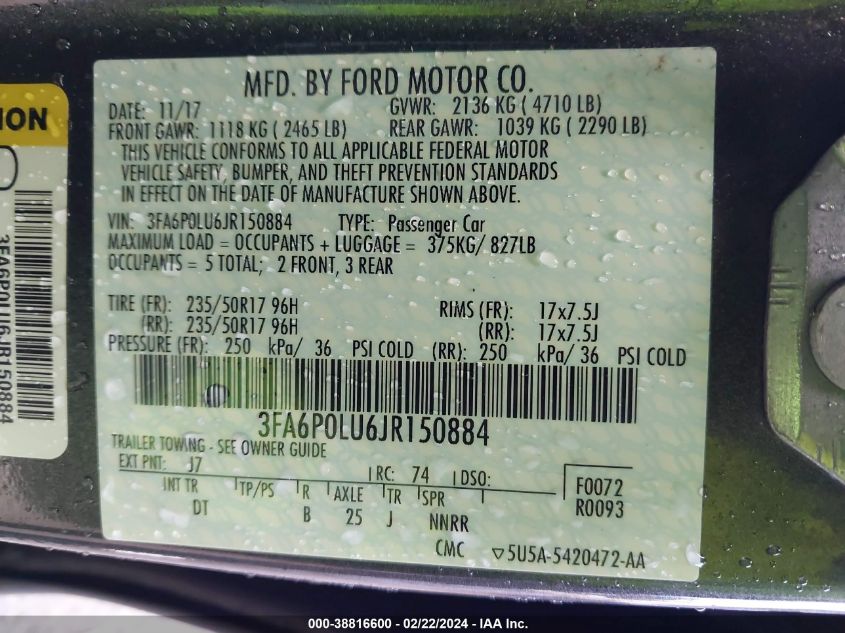 MFD. BY FORD MOTOR CO.
DATE: 11/17 GVWR: 2136 KG ( 4710 LB)
FRONT GAWR: 1118 KG ( 2465 LB) REAR GAWR: 1039 KG ( 2290 LB)
THIS VEHICLE CONFORMS TO ALL APPLICABLE FEDERAL MOTOR
VEHICLE SAFETY, BUMPER, AND THEFT PREVENTION STANDARDS
IN EFFECT ON THE DATE OF MANUFACTURE SHOWN ABOVE.
VIN: 3FA6P0LU6JR150884 TYPE: Passenger Car
MAXIMUM LOAD = OCCUPANTS + LUGGAGE = 375KG/ 827LB
OCCUPANTS = 5 TOTAL; 2 FRONT, 3 REAR
TIRE (FR): 235/50R17 96H RIMS (FR): 17x7.5J
(RR): 235/50R17 96H (RR): 17x7.5J
PRESSURE (FR): 250 kPa/ 36 PSI COLD (RR): 250 kPa/ 36 PSI COLD
3FA6P0LU6JR150884
TRAILER TOWING - SEE OWNER GUIDE
EXT PNT: J7 RC: 74 DSO: F0072
INT TR TP/PS R AXLE TR SPR R0093
DT B 25 J NNRR
CMC ▽5U5A-5420472-AA
3FA6P0LU6JR150884
000-38816600 - 02/22/2024 - IAA Inc.